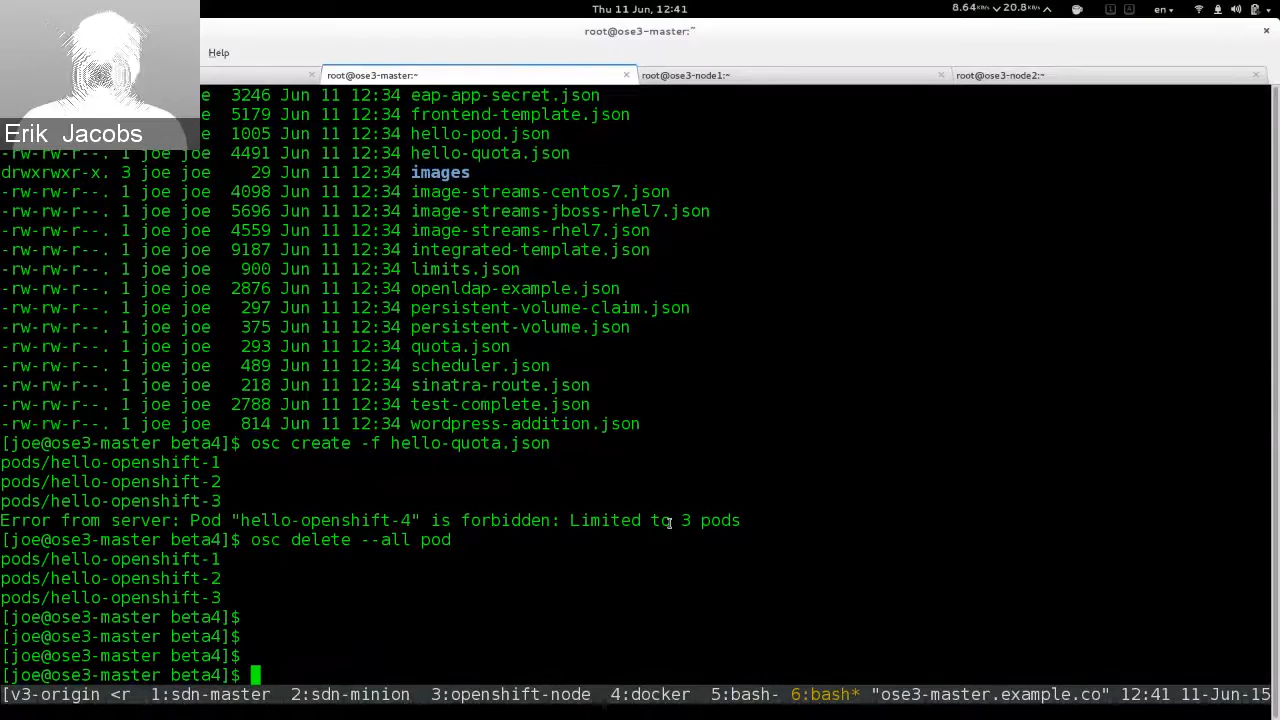 Thu 11 Jun, 12:41
8.64KB/s 20.8KB/s
en
root@ose3-master:~
Help
root@ose3-master:~
root@ose3-node1:~
root@ose3-node2:~
Erik Jacobs
e 3246 Jun 11 12:34 eap-app-secret.json
e 5179 Jun 11 12:34 frontend-template.json
e 1005 Jun 11 12:34 hello-pod.json
-rw-rw-r--. 1 joe joe 4491 Jun 11 12:34 hello-quota.json
drwxrwxr-x. 3 joe joe 29 Jun 11 12:34 images
-rw-rw-r--. 1 joe joe 4098 Jun 11 12:34 image-streams-centos7.json
-rw-rw-r--. 1 joe joe 5696 Jun 11 12:34 image-streams-jboss-rhel7.json
-rw-rw-r--. 1 joe joe 4559 Jun 11 12:34 image-streams-rhel7.json
-rw-rw-r--. 1 joe joe 9187 Jun 11 12:34 integrated-template.json
-rw-rw-r--. 1 joe joe 900 Jun 11 12:34 limits.json
-rw-rw-r--. 1 joe joe 2876 Jun 11 12:34 openldap-example.json
-rw-rw-r--. 1 joe joe 297 Jun 11 12:34 persistent-volume-claim.json
-rw-rw-r--. 1 joe joe 375 Jun 11 12:34 persistent-volume.json
-rw-rw-r--. 1 joe joe 293 Jun 11 12:34 quota.json
-rw-rw-r--. 1 joe joe 489 Jun 11 12:34 scheduler.json
-rw-rw-r--. 1 joe joe 218 Jun 11 12:34 sinatra-route.json
-rw-rw-r--. 1 joe joe 2788 Jun 11 12:34 test-complete.json
-rw-rw-r--. 1 joe joe 814 Jun 11 12:34 wordpress-addition.json
[joe@ose3-master beta4]$ osc create -f hello-quota.json
pods/hello-openshift-1
pods/hello-openshift-2
pods/hello-openshift-3
Error from server: Pod "hello-openshift-4" is forbidden: Limited to 3 pods
[joe@ose3-master beta4]$ osc delete --all pod
pods/hello-openshift-1
pods/hello-openshift-2
pods/hello-openshift-3
[joe@ose3-master beta4]$
[joe@ose3-master beta4]$
[joe@ose3-master beta4]$
[joe@ose3-master beta4]$
[v3-origin <r 1:sdn-master 2:sdn-minion 3:openshift-node 4:docker 5:bash- 6:bash* "ose3-master.example.co" 12:41 11-Jun-15